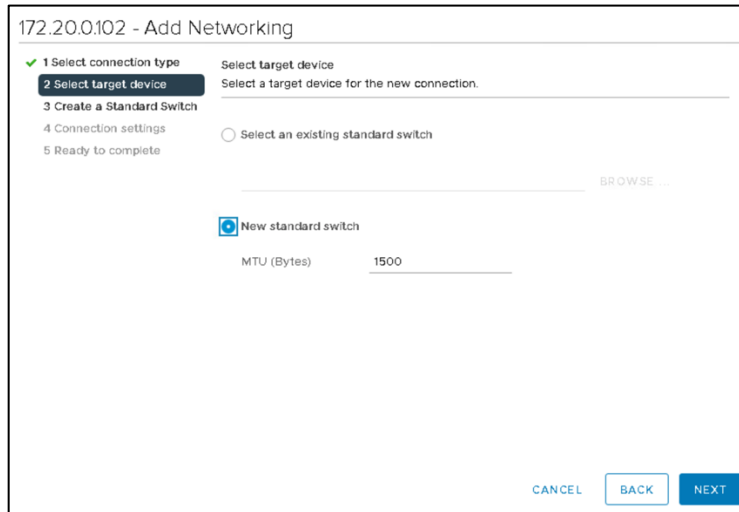 172.20.0.102 - Add Networking
1 Select connection type
2 Select target device
3 Create a Standard Switch
4 Connection settings
5 Ready to complete
Select target device
Select a target device for the new connection.
Select an existing standard switch
BROWSE ...
New standard switch
MTU (Bytes) 1500
CANCEL BACK NEXT